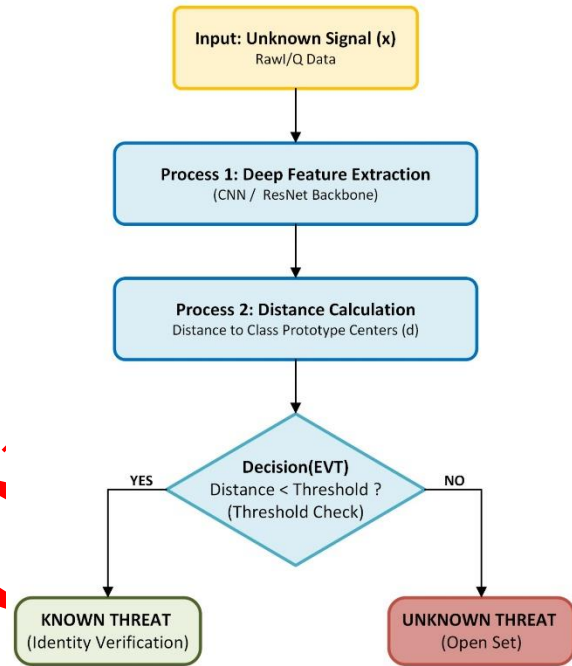 Input: Unknown Signal (x)
RawI/Q Data
Process 1: Deep Feature Extraction
(CNN / ResNet Backbone)
Process 2: Distance Calculation
Distance to Class Prototype Centers (d)
Decision(EVT)
Distance < Threshold ?
(Threshold Check)
YES
NO
KNOWN THREAT
(Identity Verification)
UNKNOWN THREAT
(Open Set)